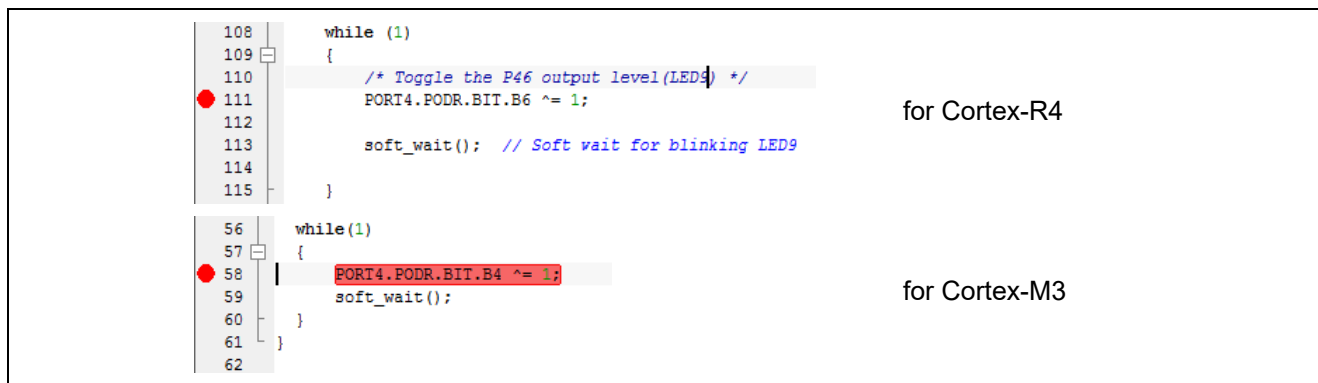 108 while (1)
109 {
110 /* Toggle the P46 output level(LED9) */
111 PORT4.PODR.BIT.B6 ^= 1;
112
113 soft_wait(); // Soft wait for blinking LED9
114
115 }
for Cortex-R4
56 while(1)
57 {
58 PORT4.PODR.BIT.B4 ^= 1;
59 soft_wait();
60 }
61 }
62
for Cortex-M3